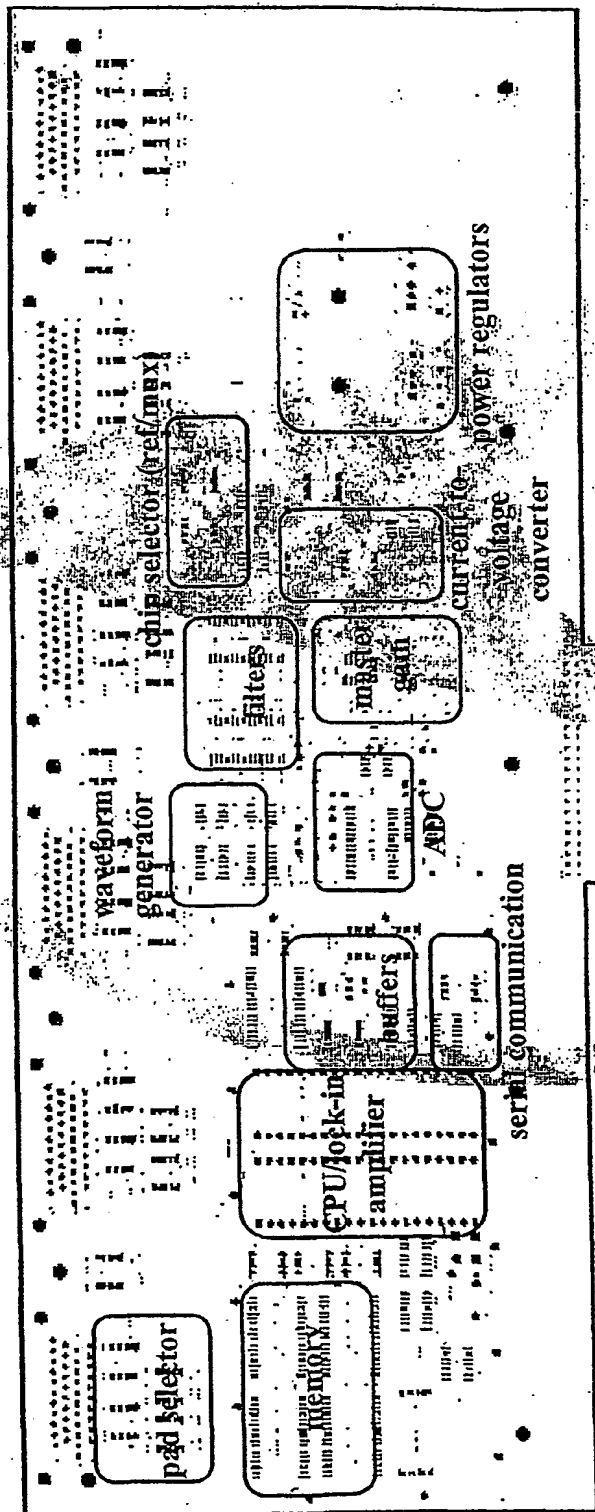 pad selector
waveform
generator
chip selector (ref/mux)
filters
memory
CPU/lock-in
amplifier
buffers
ADC
master
gain
current-to-
voltage
converter
power regulators
serial communication